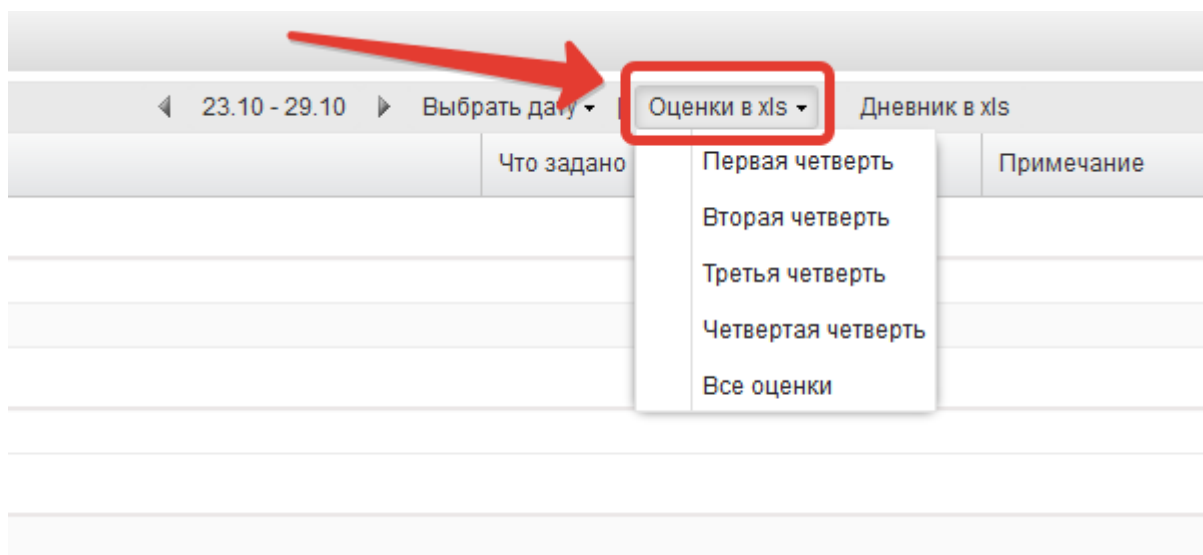 23.10 - 29.10 Выбрать дату Оценки в xls Дневник в xls
Что задано Примечание
Первая четверть
Вторая четверть
Третья четверть
Четвертая четверть
Все оценки